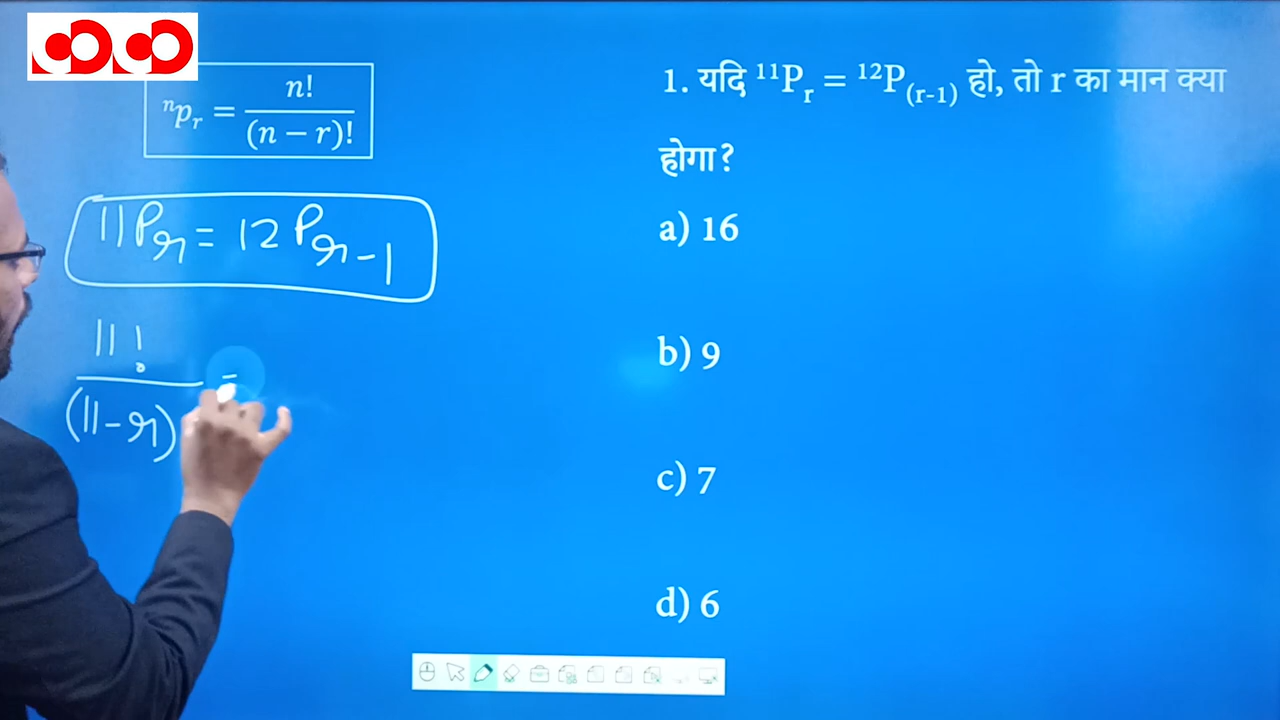 ⁿpᵣ = n! / (n − r)!
11Pr = 12Pr-1
11! / (11-r) =
1. यदि ¹¹Pᵣ = ¹²P₍ᵣ₋₁₎ हो, तो r का मान क्या
होगा?
a) 16
b) 9
c) 7
d) 6